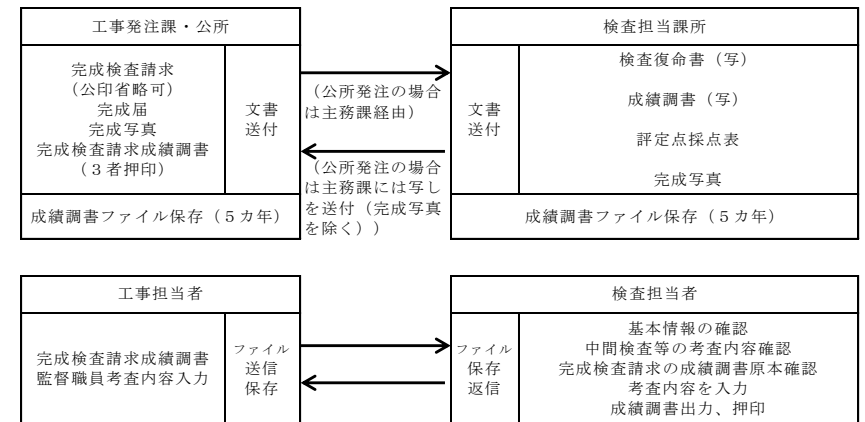 工事発注課・公所
完成検査請求
（公印省略可）
完成届
完成写真
完成検査請求成績調書
（３者押印）
文書
送付
成績調書ファイル保存（５カ年）
（公所発注の場合
は主務課経由）
（公所発注の場合
は主務課には写し
を送付（完成写真
を除く））
検査担当課所
文書
送付
検査復命書（写）
成績調書（写）
評定点採点表
完成写真
成績調書ファイル保存（５カ年）
工事担当者
完成検査請求成績調書
監督職員考査内容入力
ファイル
送信
保存
検査担当者
ファイル
保存
返信
基本情報の確認
中間検査等の考査内容確認
完成検査請求の成績調書原本確認
考査内容を入力
成績調書出力、押印